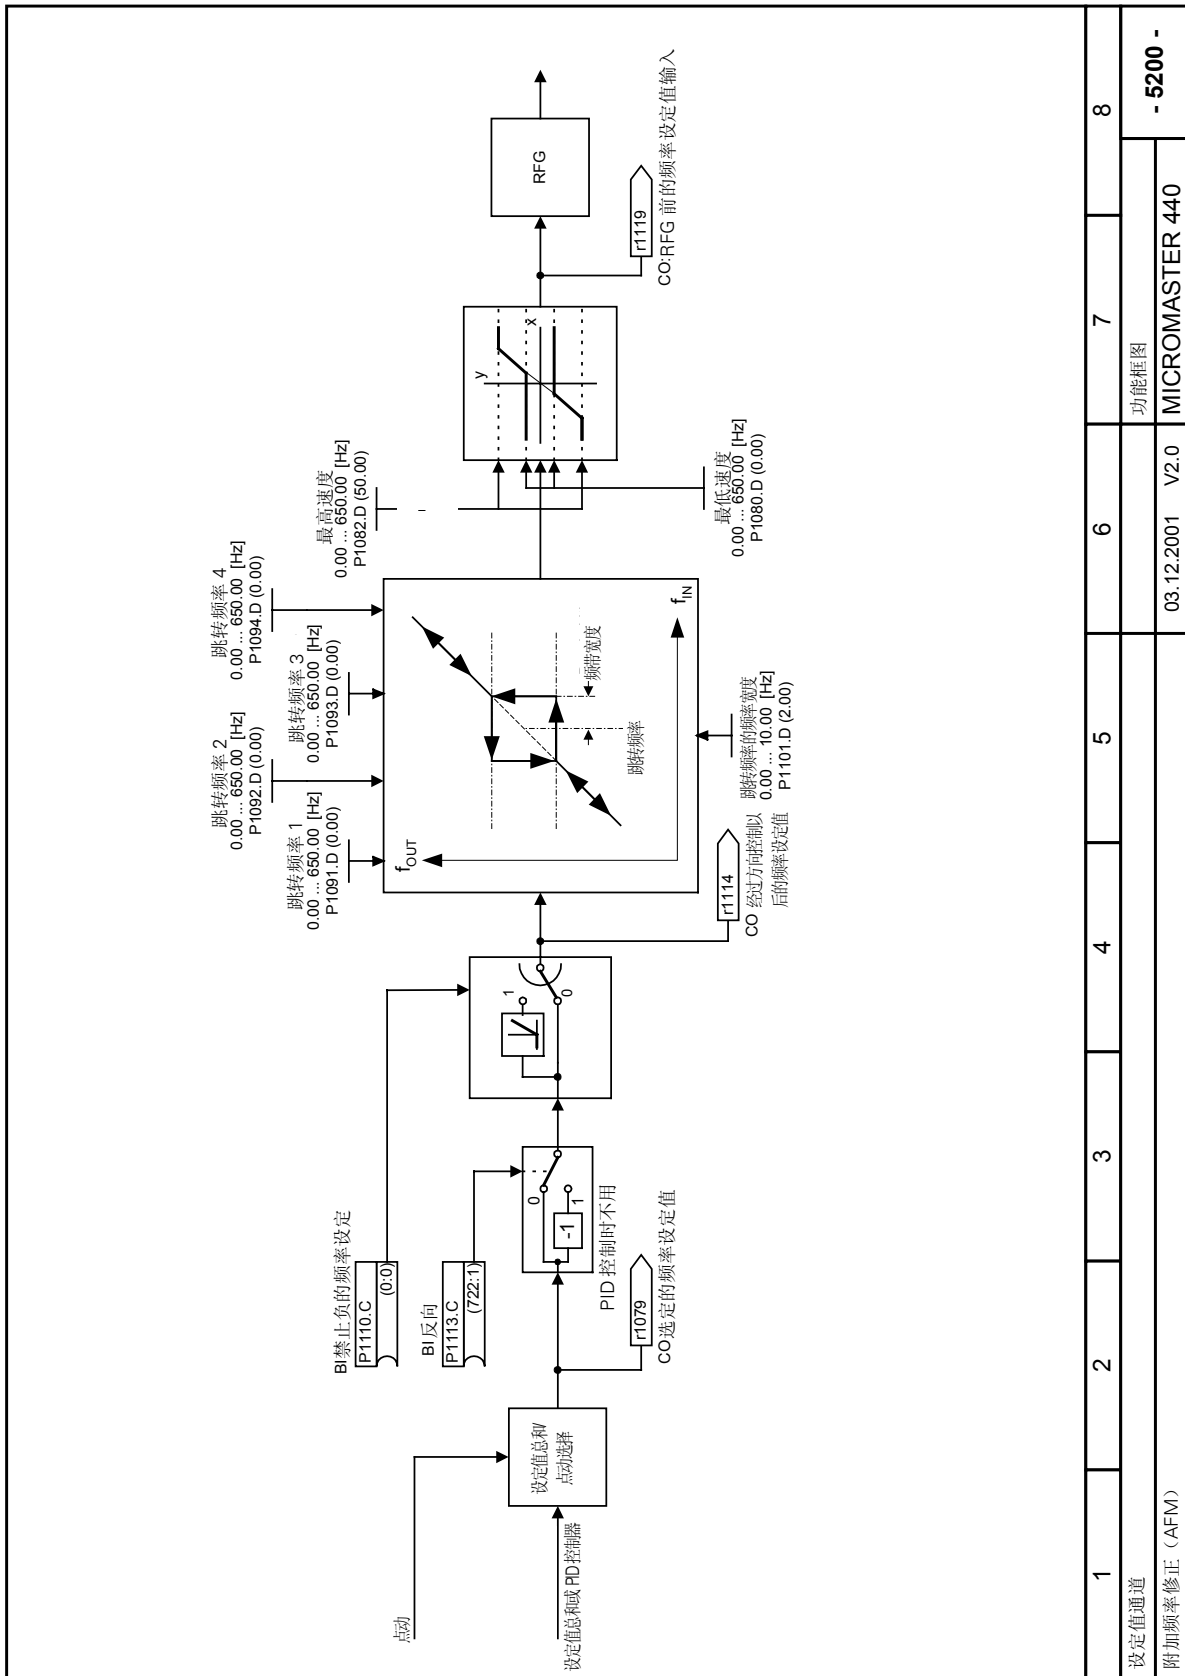 点动
设定值总和或 PID 控制器
设定值总和/
点动选择
BI 禁止负的频率设定
P1110.C
(0:0)
BI 反向
P1113.C
(722:1)
r1079
CO选定的频率设定值
0
1
-1
PID 控制时不用
1
0
r1114
CO 经过方向控制以
后的频率设定值
跳转频率 1
0.00 ... 650.00 [Hz]
P1091.D (0.00)
跳转频率 2
0.00 ... 650.00 [Hz]
P1092.D (0.00)
跳转频率 3
0.00 ... 650.00 [Hz]
P1093.D (0.00)
跳转频率 4
0.00 ... 650.00 [Hz]
P1094.D (0.00)
fOUT
fIN
跳转频率
频带宽度
跳转频率的频率宽度
0.00 ... 10.00 [Hz]
P1101.D (2.00)
最高速度
0.00 ... 650.00 [Hz]
P1082.D (50.00)
–
最低速度
0.00 ... 650.00 [Hz]
P1080.D (0.00)
y
x
r1119
CO:RFG 前的频率设定值输入
RFG
1 2 3 4 5 6 7 8
设定值通道
附加频率修正（AFM）
03.12.2001 V2.0
功能框图
MICROMASTER 440
- 5200 -